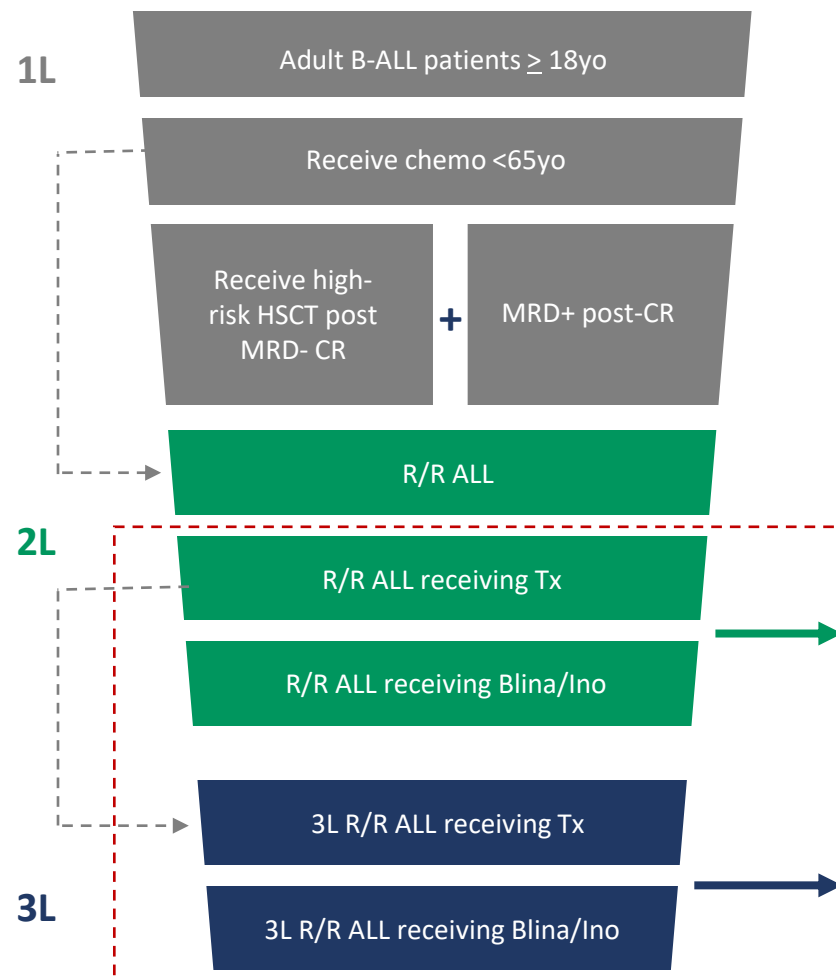 1L
Adult B-ALL patients ≥ 18yo
Receive chemo <65yo
Receive high-
risk HSCT post
MRD- CR
+
MRD+ post-CR
R/R ALL
2L
R/R ALL receiving Tx
R/R ALL receiving Blina/Ino
3L R/R ALL receiving Tx
3L
3L R/R ALL receiving Blina/Ino